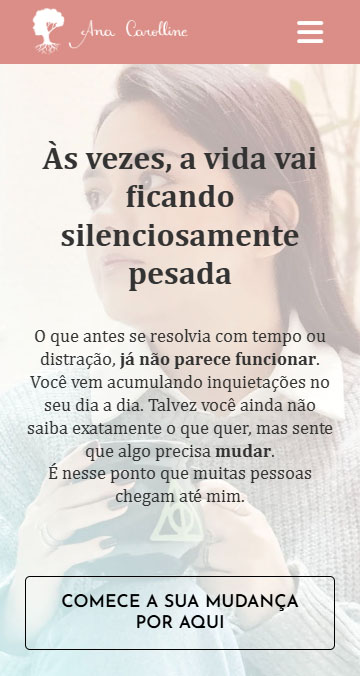 Ana Carolline
Às vezes, a vida vai
ficando
silenciosamente
pesada
O que antes se resolvia com tempo ou
distração, já não parece funcionar.
Você vem acumulando inquietações no
seu dia a dia. Talvez você ainda não
saiba exatamente o que quer, mas sente
que algo precisa mudar.
É nesse ponto que muitas pessoas
chegam até mim.
COMECE A SUA MUDANÇA
POR AQUI